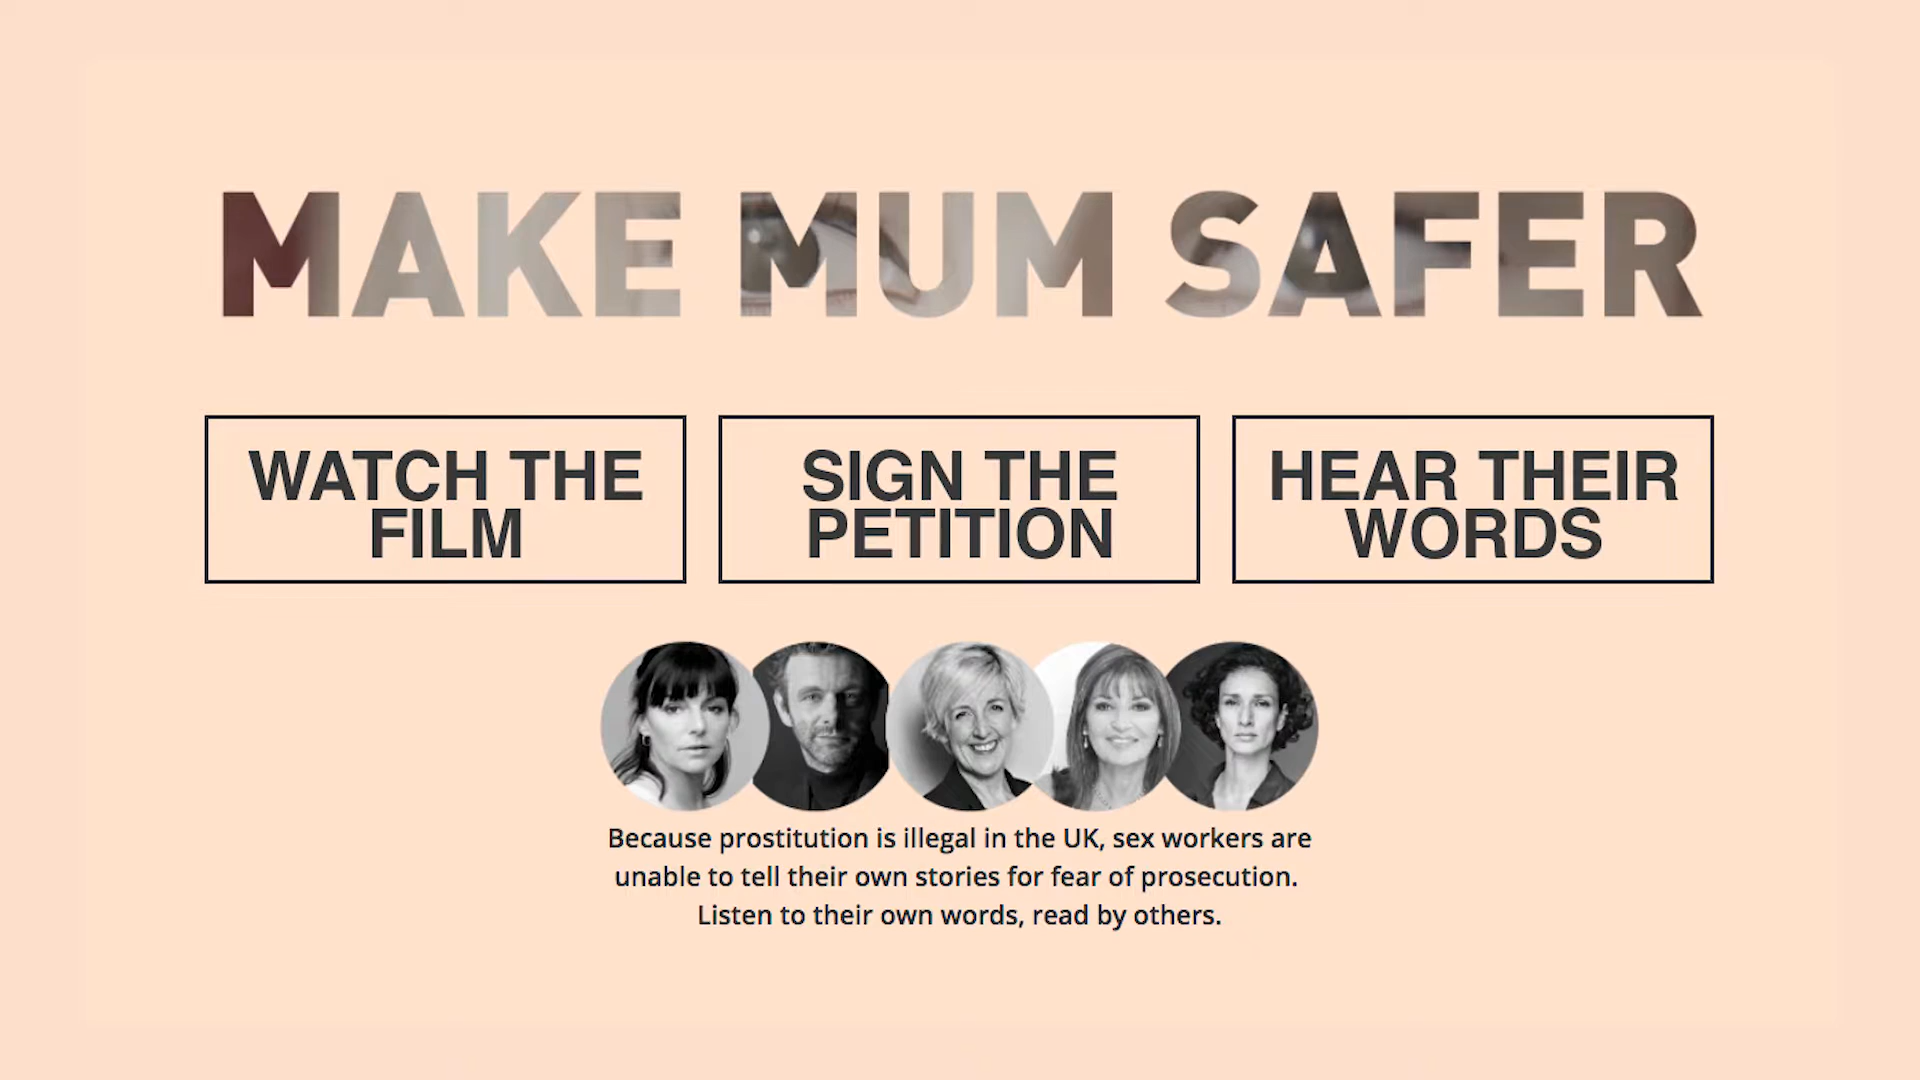 MAKE MUM SAFER
WATCH THE
FILM
SIGN THE
PETITION
HEAR THEIR
WORDS
Because prostitution is illegal in the UK, sex workers are
unable to tell their own stories for fear of prosecution.
Listen to their own words, read by others.